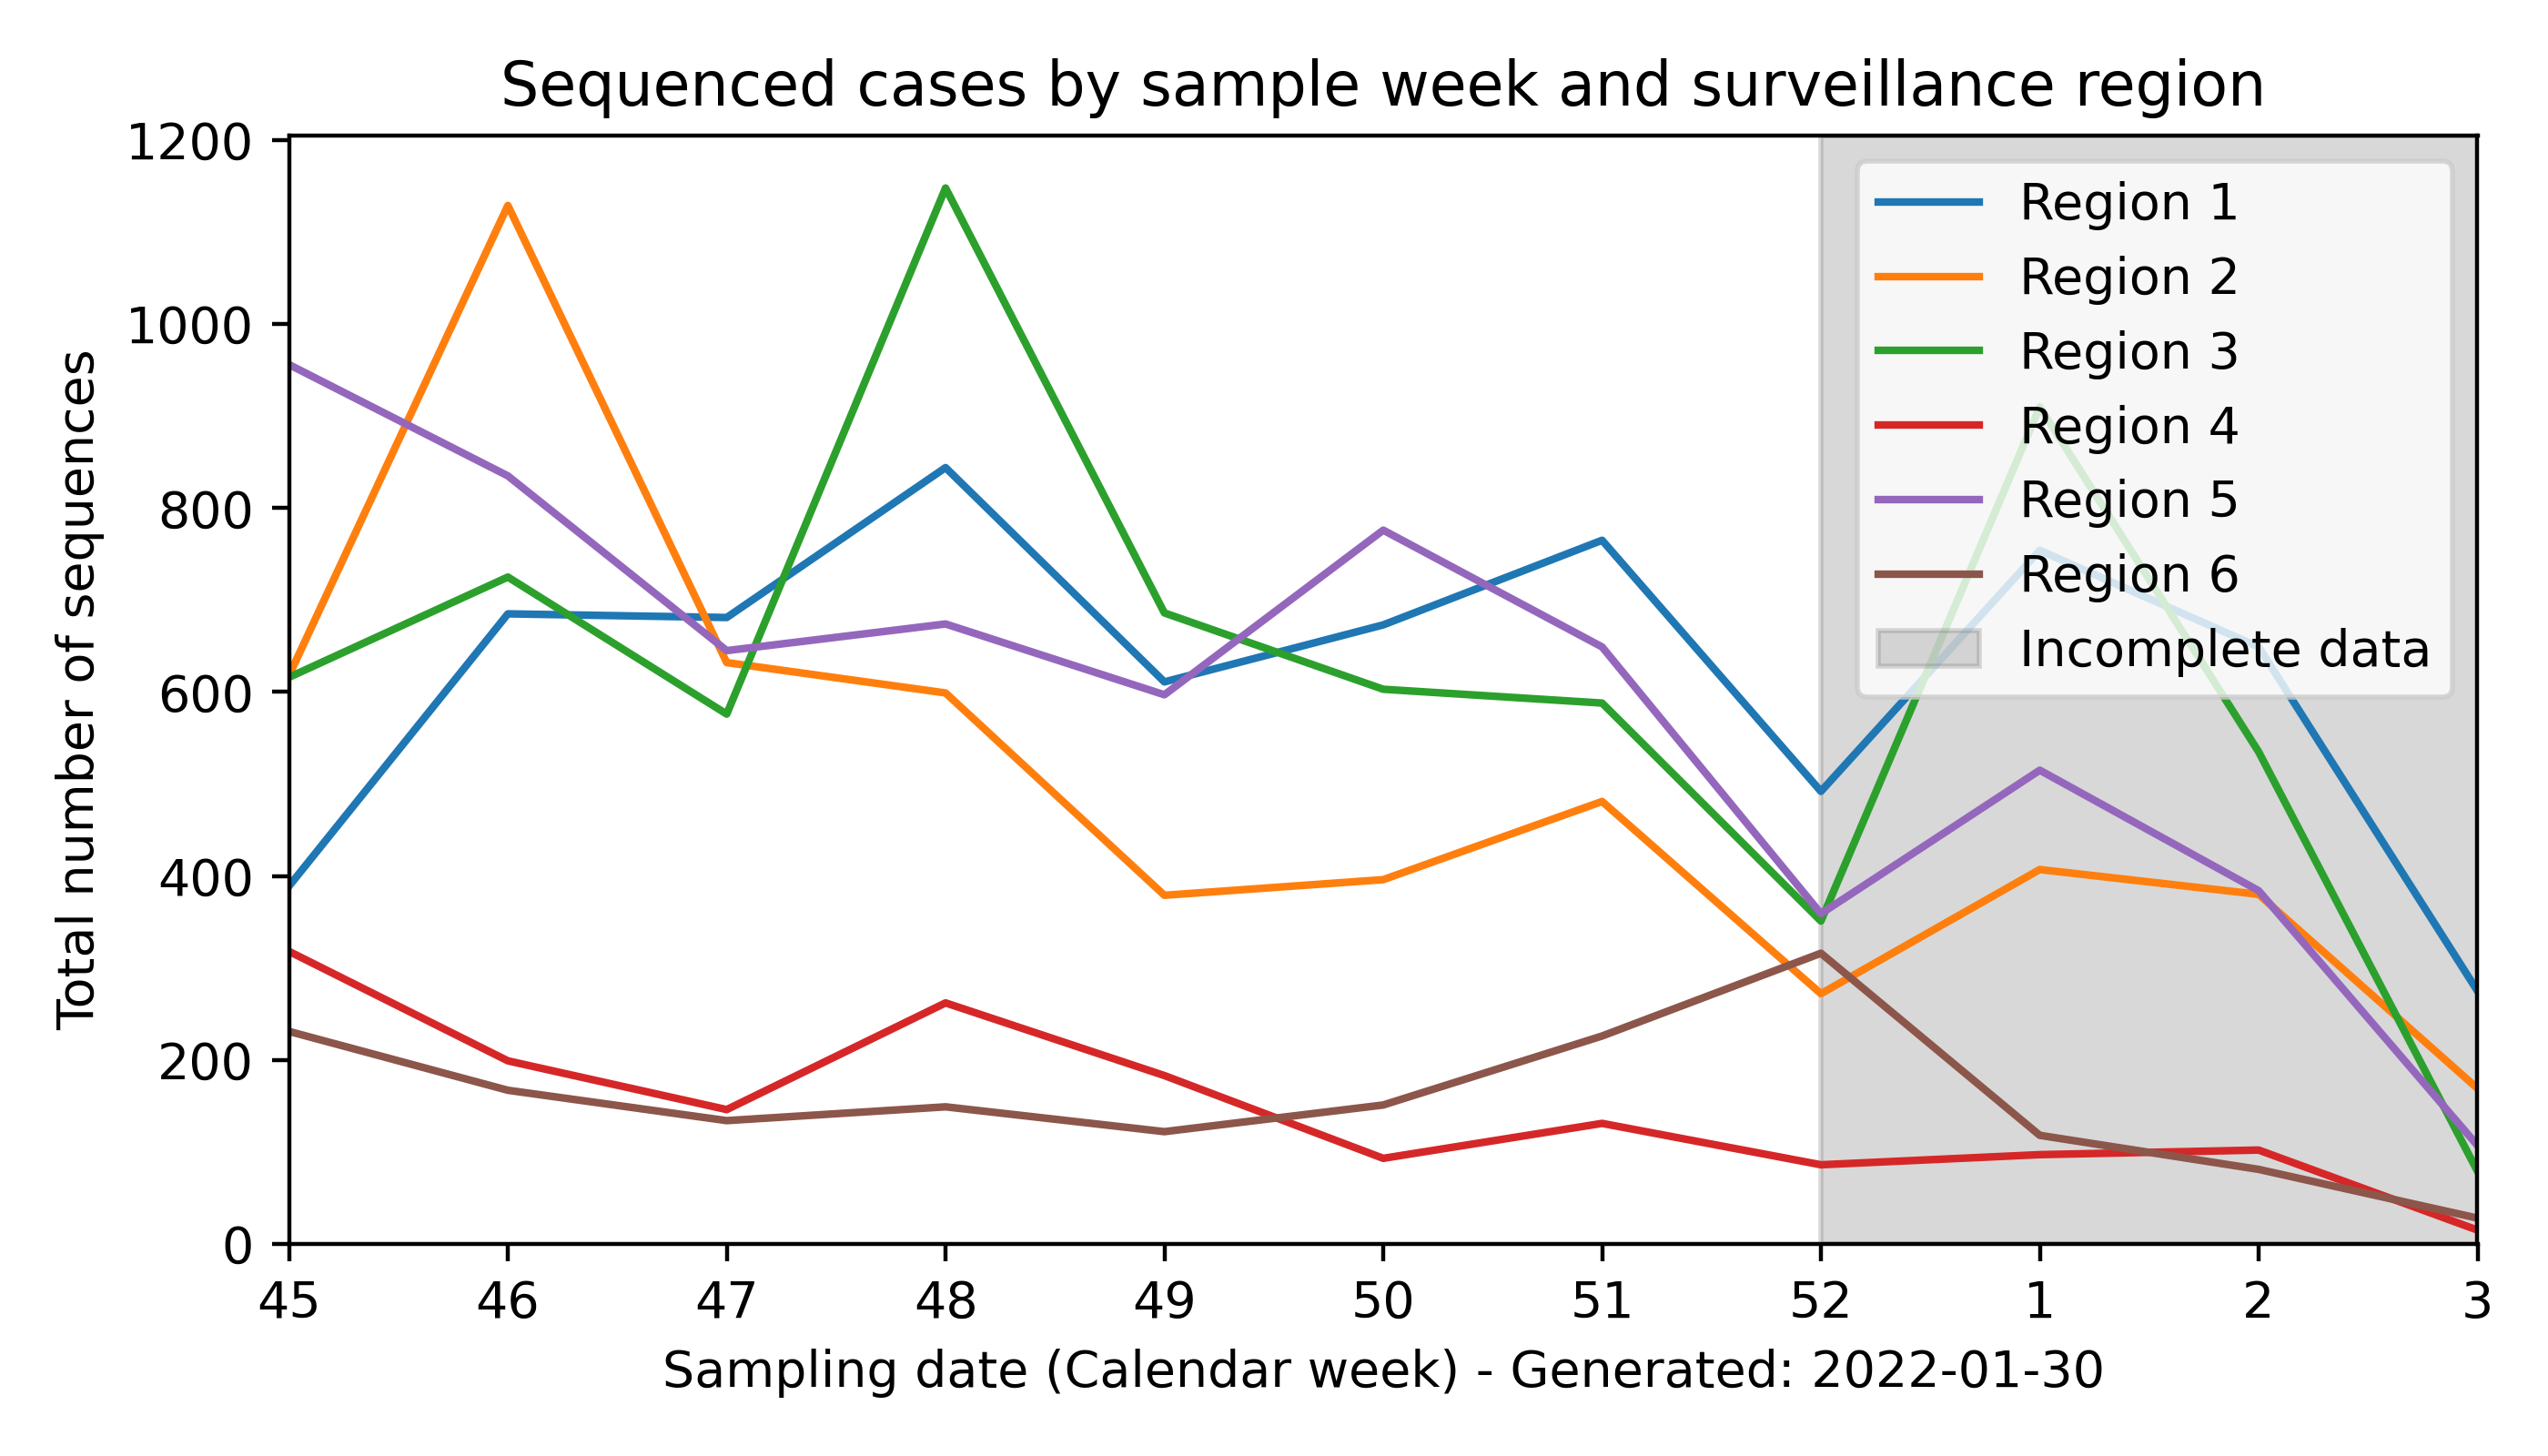 Sequenced cases by sample week and surveillance region
Total number of sequences
1200
1000
800
600
400
200
0
Region 1
Region 2
Region 3
Region 4
Region 5
Region 6
Incomplete data
45 46 47 48 49 50 51 52 1 2 3
Sampling date (Calendar week) - Generated: 2022-01-30